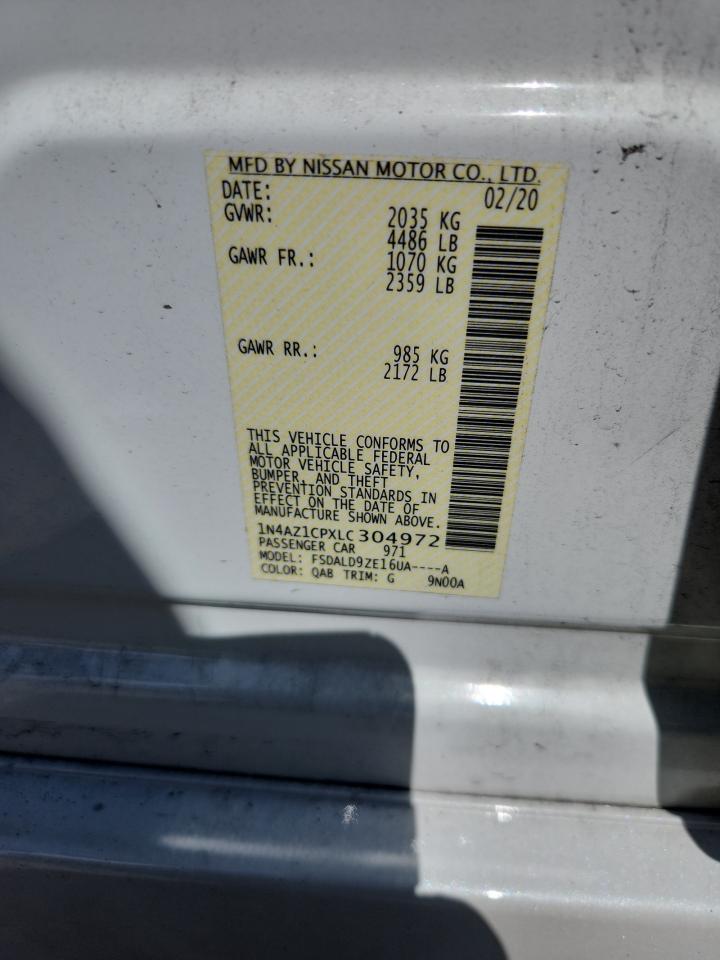 MFD BY NISSAN MOTOR CO., LTD.
DATE: 02/20
GVWR: 2035 KG
4486 LB
GAWR FR.: 1070 KG
2359 LB
GAWR RR.: 985 KG
2172 LB
THIS VEHICLE CONFORMS TO
ALL APPLICABLE FEDERAL
MOTOR VEHICLE SAFETY,
BUMPER, AND THEFT
PREVENTION STANDARDS IN
EFFECT ON THE DATE OF
MANUFACTURE SHOWN ABOVE.
1N4AZ1CPXLC304972
PASSENGER CAR 971
MODEL: FSDALD9ZE16UA----A
COLOR: QAB TRIM: G 9N00A